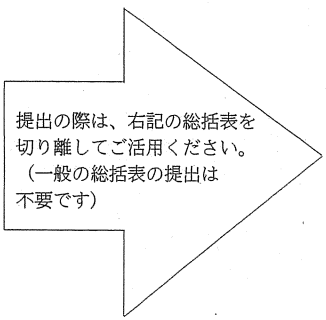 提出の際は、右記の総括表を
切り離してご活用ください。
（一般の総括表の提出は
不要です）